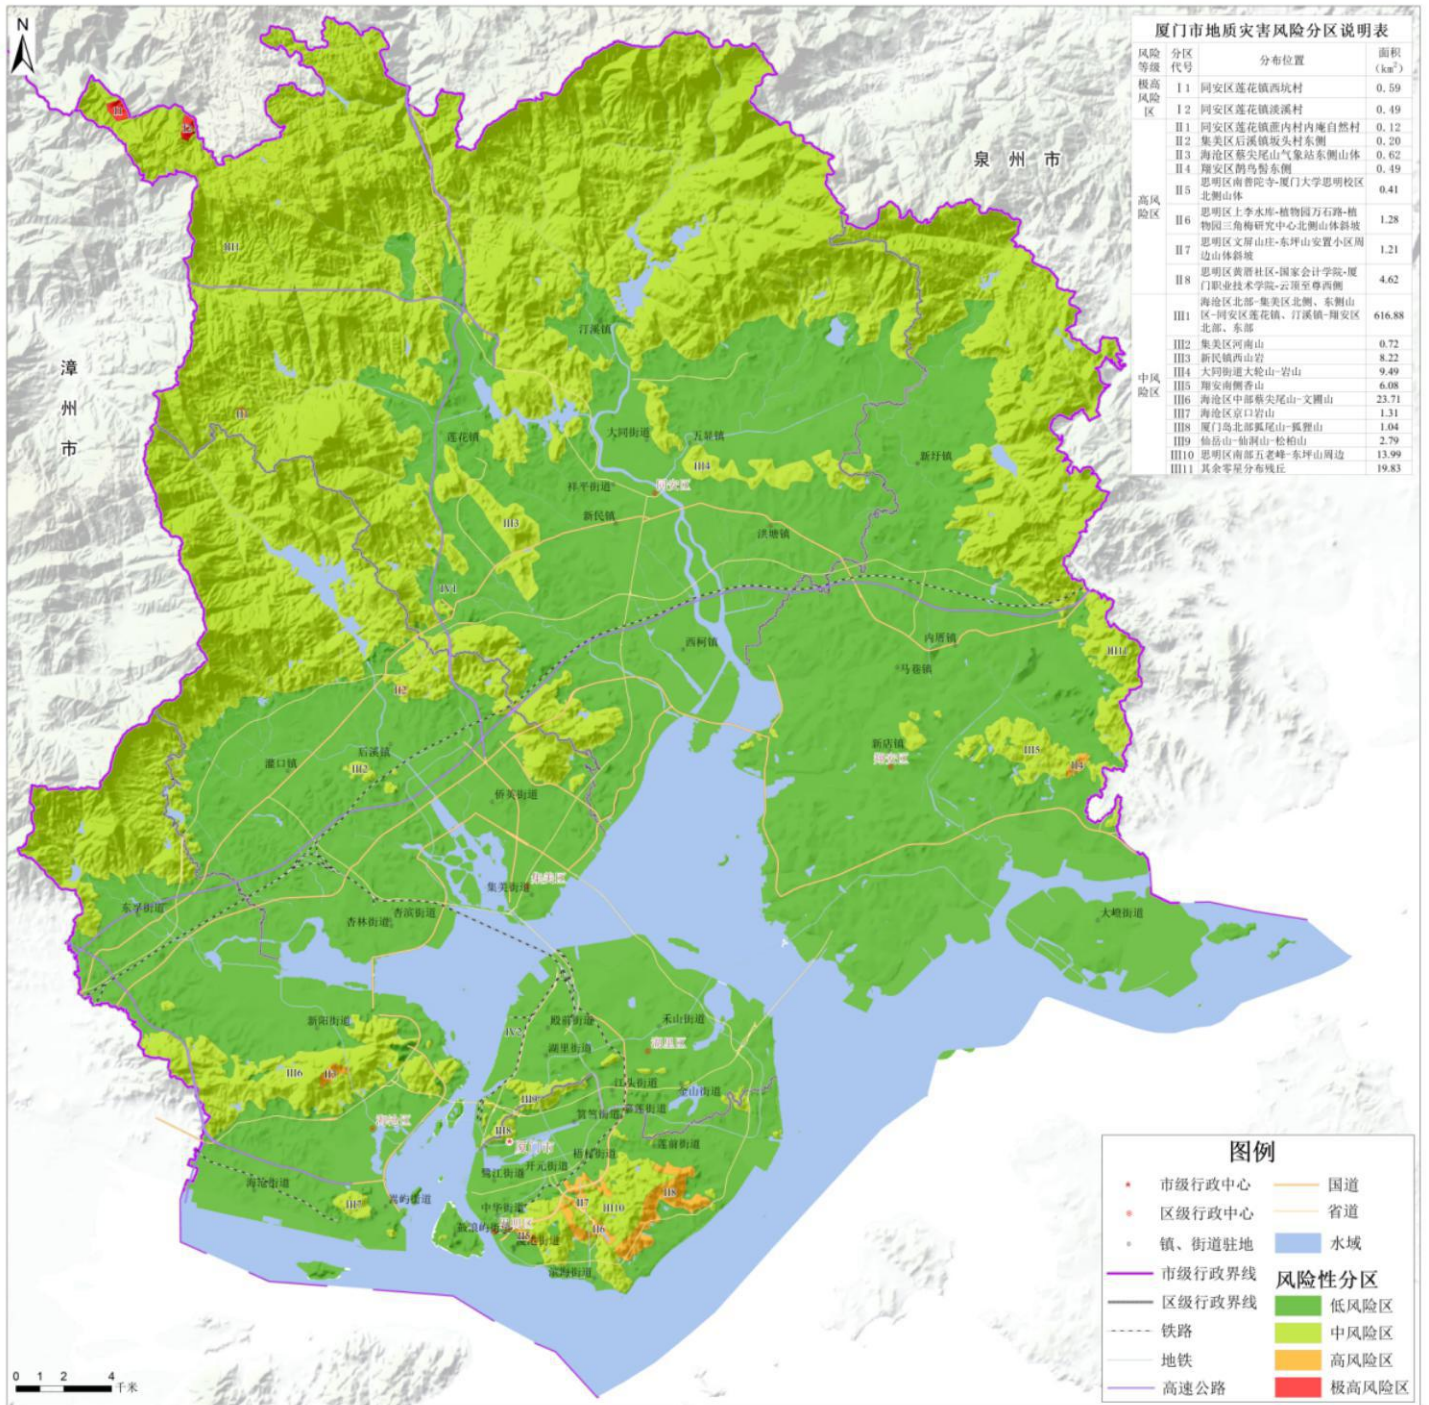 N
厦门市地质灾害风险分区说明表
风险等级 分区代号 分布位置 面积(km²)
极高风险区
Ⅰ1 同安区莲花镇西坑村 0.59
Ⅰ2 同安区莲花镇淡溪村 0.49
高风险区
Ⅱ1 同安区莲花镇蔗内村内庵自然村 0.12
Ⅱ2 集美区后溪镇坂头村东侧 0.20
Ⅱ3 海沧区蔡尖尾山气象站东侧山体 0.62
Ⅱ4 翔安区鹊鸟髻东侧 0.49
Ⅱ5 思明区南普陀寺-厦门大学思明校区
北侧山体 0.41
Ⅱ6 思明区上李水库-植物园万石路-植
物园三角梅研究中心北侧山体斜坡 1.28
Ⅱ7 思明区文屏山庄-东坪山安置小区周
边山体斜坡 1.21
Ⅱ8 思明区黄厝社区-国家会计学院-厦
门职业技术学院-云顶至尊西侧 4.62
中风险区
Ⅲ1 海沧区北部-集美区北侧、东侧山
区-同安区莲花镇、汀溪镇-翔安区
北部、东部 616.88
Ⅲ2 集美区河南山 0.72
Ⅲ3 新民镇西山岩 8.22
Ⅲ4 大同街道大轮山-岩山 9.49
Ⅲ5 翔安南侧香山 6.08
Ⅲ6 海沧区中部蔡尖尾山-文圃山 23.71
Ⅲ7 海沧区京口岩山 1.31
Ⅲ8 厦门岛北部狐尾山-狐狸山 1.04
Ⅲ9 仙岳山-仙洞山-松柏山 2.79
Ⅲ10 思明区南部五老峰-东坪山周边 13.99
Ⅲ11 其余零星分布残丘 19.83
泉州市
漳州市
Ⅲ1
汀溪镇
莲花镇
大同街道
五显镇
新圩镇
Ⅲ4
祥平街道
同安区
新民镇
Ⅲ3
洪塘镇
Ⅳ1
西柯镇
内厝镇
马巷镇
Ⅱ2
后溪镇
灌口镇
Ⅲ2
新店镇
翔安区
Ⅲ5
Ⅱ4
侨英街道
集美街道
集美区
东孚街道
杏林街道
杏滨街道
大嶝街道
新阳街道
殿前街道
禾山街道
湖里街道
湖里区
Ⅲ6
江头街道
金山街道
Ⅲ9
筼筜街道
嘉莲街道
海沧区
Ⅲ8
厦门市
莲前街道
梧村街道
开元街道
鹭江街道
海沧街道
嵩屿街道
Ⅲ7
中华街道
Ⅱ7
Ⅲ10
Ⅱ8
Ⅱ6
滨海街道
图例
市级行政中心
区级行政中心
镇、街道驻地
市级行政界线
区级行政界线
铁路
地铁
高速公路
国道
省道
水域
风险性分区
低风险区
中风险区
高风险区
极高风险区
0 1 2 4
千米